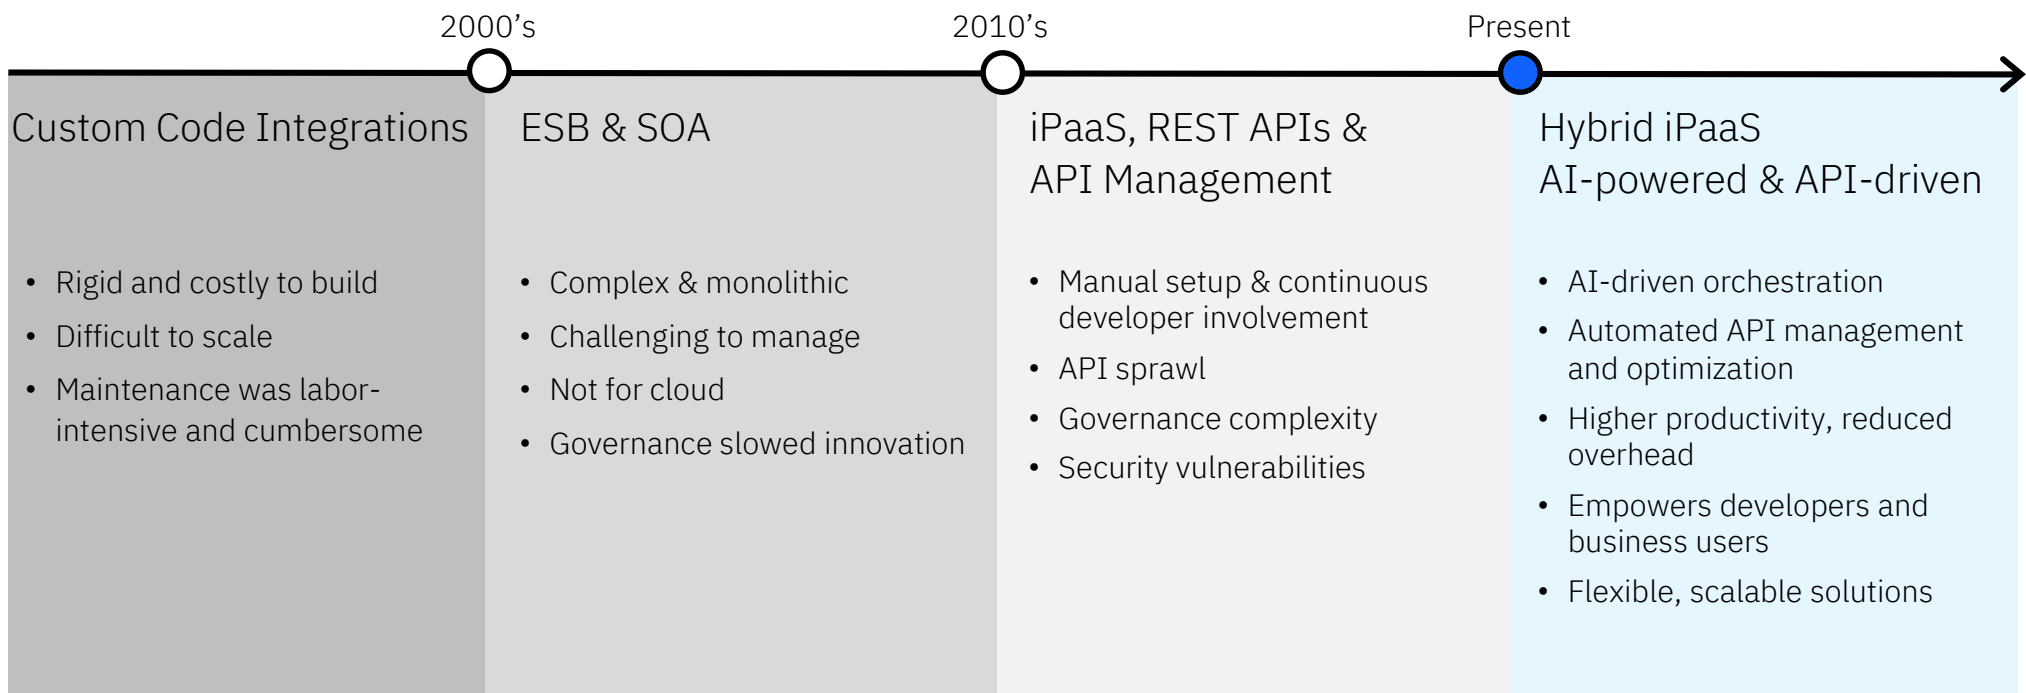 2000’s
2010’s
Present
Custom Code Integrations
• Rigid and costly to build
• Difficult to scale
• Maintenance was labor-
intensive and cumbersome
ESB & SOA
• Complex & monolithic
• Challenging to manage
• Not for cloud
• Governance slowed innovation
iPaaS, REST APIs &
API Management
• Manual setup & continuous
developer involvement
• API sprawl
• Governance complexity
• Security vulnerabilities
Hybrid iPaaS
AI-powered & API-driven
• AI-driven orchestration
• Automated API management
and optimization
• Higher productivity, reduced
overhead
• Empowers developers and
business users
• Flexible, scalable solutions